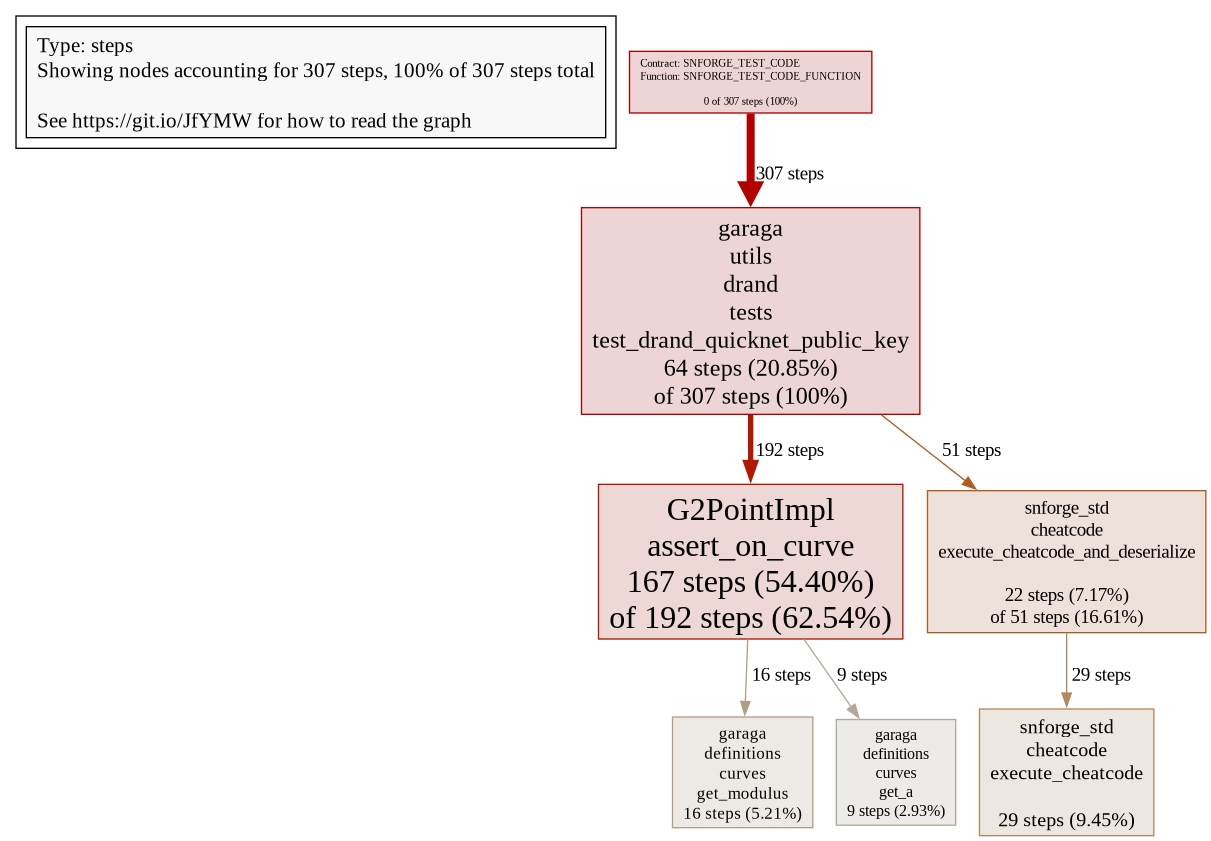 Type: steps
Showing nodes accounting for 307 steps, 100% of 307 steps total
See https://git.io/JfYMW for how to read the graph
Contract: SNFORGE_TEST_CODE
Function: SNFORGE_TEST_CODE_FUNCTION
0 of 307 steps (100%)
307 steps
garaga
utils
drand
tests
test_drand_quicknet_public_key
64 steps (20.85%)
of 307 steps (100%)
192 steps
51 steps
G2PointImpl
assert_on_curve
167 steps (54.40%)
of 192 steps (62.54%)
snforge_std
cheatcode
execute_cheatcode_and_deserialize
22 steps (7.17%)
of 51 steps (16.61%)
16 steps
9 steps
29 steps
garaga
definitions
curves
get_modulus
16 steps (5.21%)
garaga
definitions
curves
get_a
9 steps (2.93%)
snforge_std
cheatcode
execute_cheatcode
29 steps (9.45%)